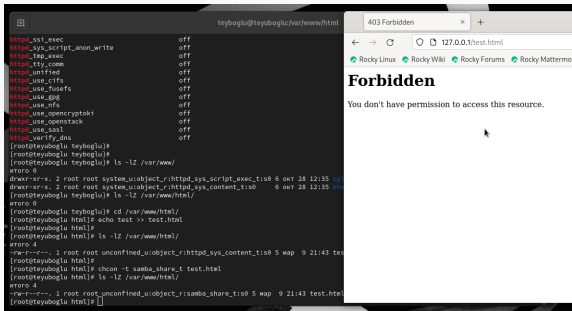 teyboglu@teyuboglu:/var/www/html
httpd_ssi_exec off
httpd_sys_script_anon_write off
httpd_tmp_exec off
httpd_tty_comm off
httpd_unified off
httpd_use_cifs off
httpd_use_fusefs off
httpd_use_gpg off
httpd_use_nfs off
httpd_use_opencryptoki off
httpd_use_openstack off
httpd_use_sasl off
httpd_verify_dns off
[root@teyuboglu teyboglu]#
[root@teyuboglu teyboglu]#
[root@teyuboglu teyboglu]# ls -lZ /var/www/
итого 0
drwxr-xr-x. 2 root root system_u:object_r:httpd_sys_script_exec_t:s0 6 окт 28 12:35
drwxr-xr-x. 2 root root system_u:object_r:httpd_sys_content_t:s0 6 окт 28 12:35
[root@teyuboglu teyboglu]# ls -lZ /var/www/html/
итого 0
[root@teyuboglu teyboglu]# cd /var/www/html/
[root@teyuboglu html]# echo test >> test.html
[root@teyuboglu html]#
[root@teyuboglu html]# ls -lZ /var/www/html/
итого 4
-rw-r--r--. 1 root root unconfined_u:object_r:httpd_sys_content_t:s0 5 мар 9 21:43 tes
[root@teyuboglu html]#
[root@teyuboglu html]# chcon -t samba_share_t test.html
[root@teyuboglu html]# ls -lZ /var/www/html/
итого 4
-rw-r--r--. 1 root root unconfined_u:object_r:samba_share_t:s0 5 мар 9 21:43 test.html
[root@teyuboglu html]#
403 Forbidden
127.0.0.1/test.html
Rocky Linux Rocky Wiki Rocky Forums Rocky Mattermo
Forbidden
You don't have permission to access this resource.